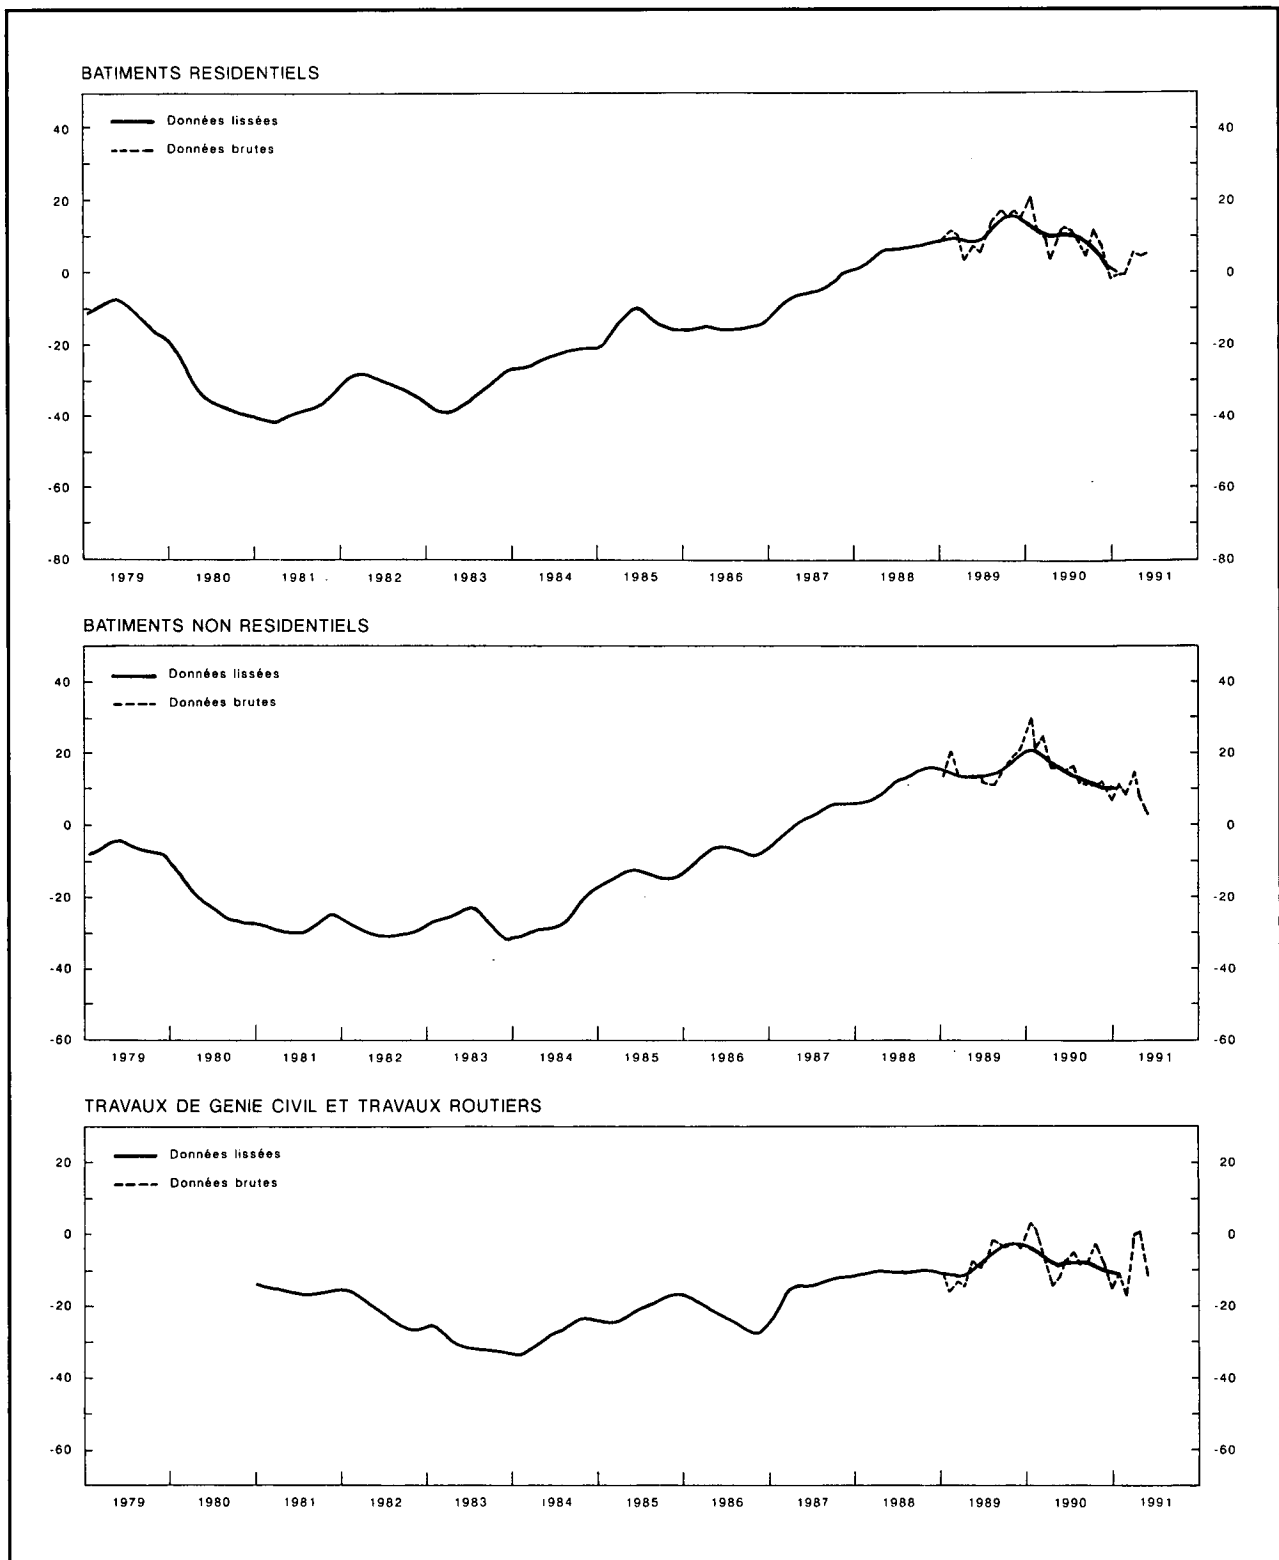 BATIMENTS RESIDENTIELS
Données lissées
Données brutes
40 40
20 20
0 0
-20 -20
-40 -40
-60 -60
-80 -80
1979 1980 1981 1982 1983 1984 1985 1986 1987 1988 1989 1990 1991
BATIMENTS NON RESIDENTIELS
Données lissées
Données brutes
40 40
20 20
0 0
-20 -20
-40 -40
-60 -60
1979 1980 1981 1982 1983 1984 1985 1986 1987 1988 1989 1990 1991
TRAVAUX DE GENIE CIVIL ET TRAVAUX ROUTIERS
Données lissées
Données brutes
20 20
0 0
-20 -20
-40 -40
-60 -60
1979 1980 1981 1982 1983 1984 1985 1986 1987 1988 1989 1990 1991